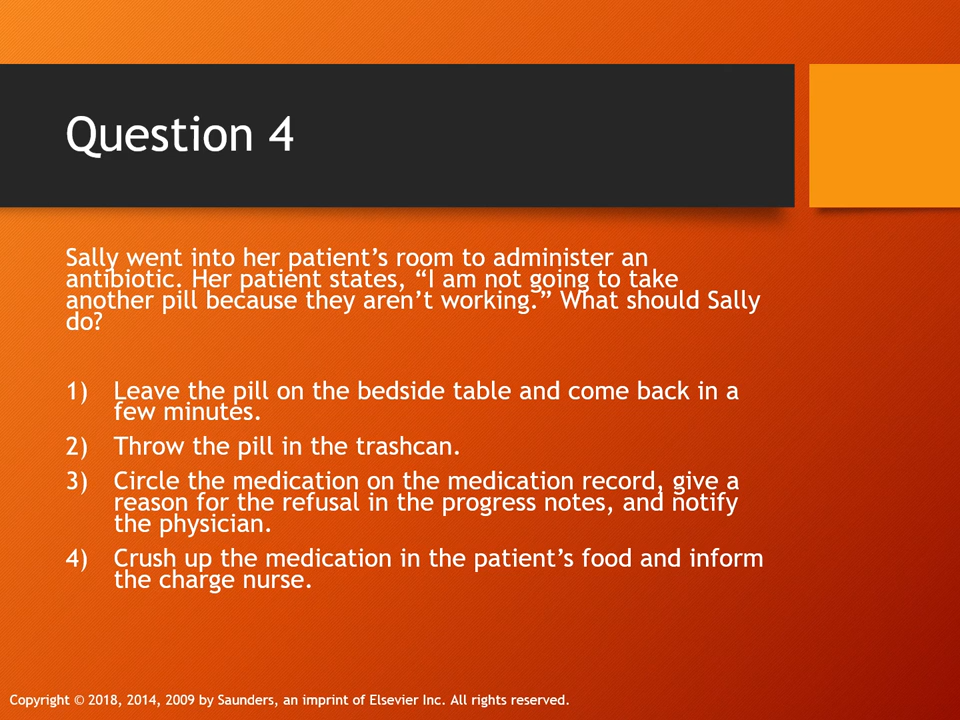 Question 4
Sally went into her patient’s room to administer an
antibiotic. Her patient states, “I am not going to take
another pill because they aren’t working.” What should Sally
do?
1) Leave the pill on the bedside table and come back in a
few minutes.
2) Throw the pill in the trashcan.
3) Circle the medication on the medication record, give a
reason for the refusal in the progress notes, and notify
the physician.
4) Crush up the medication in the patient’s food and inform
the charge nurse.
Copyright © 2018, 2014, 2009 by Saunders, an imprint of Elsevier Inc. All rights reserved.